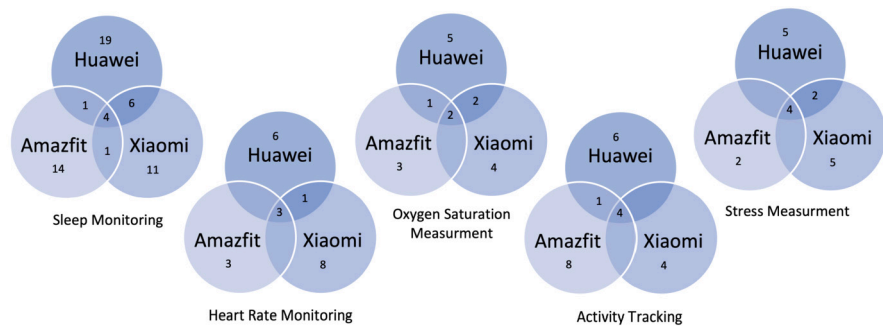 19
Huawei
1
6
4
Amazfit
1
Xiaomi
14
11
Sleep Monitoring
6
Huawei
1
3
Amazfit
Xiaomi
3
8
Heart Rate Monitoring
5
Huawei
1
2
2
Amazfit
Xiaomi
3
4
Oxygen Saturation
Measurment
6
Huawei
1
4
Amazfit
Xiaomi
8
4
Activity Tracking
5
Huawei
2
4
Amazfit
Xiaomi
2
5
Stress Measurment